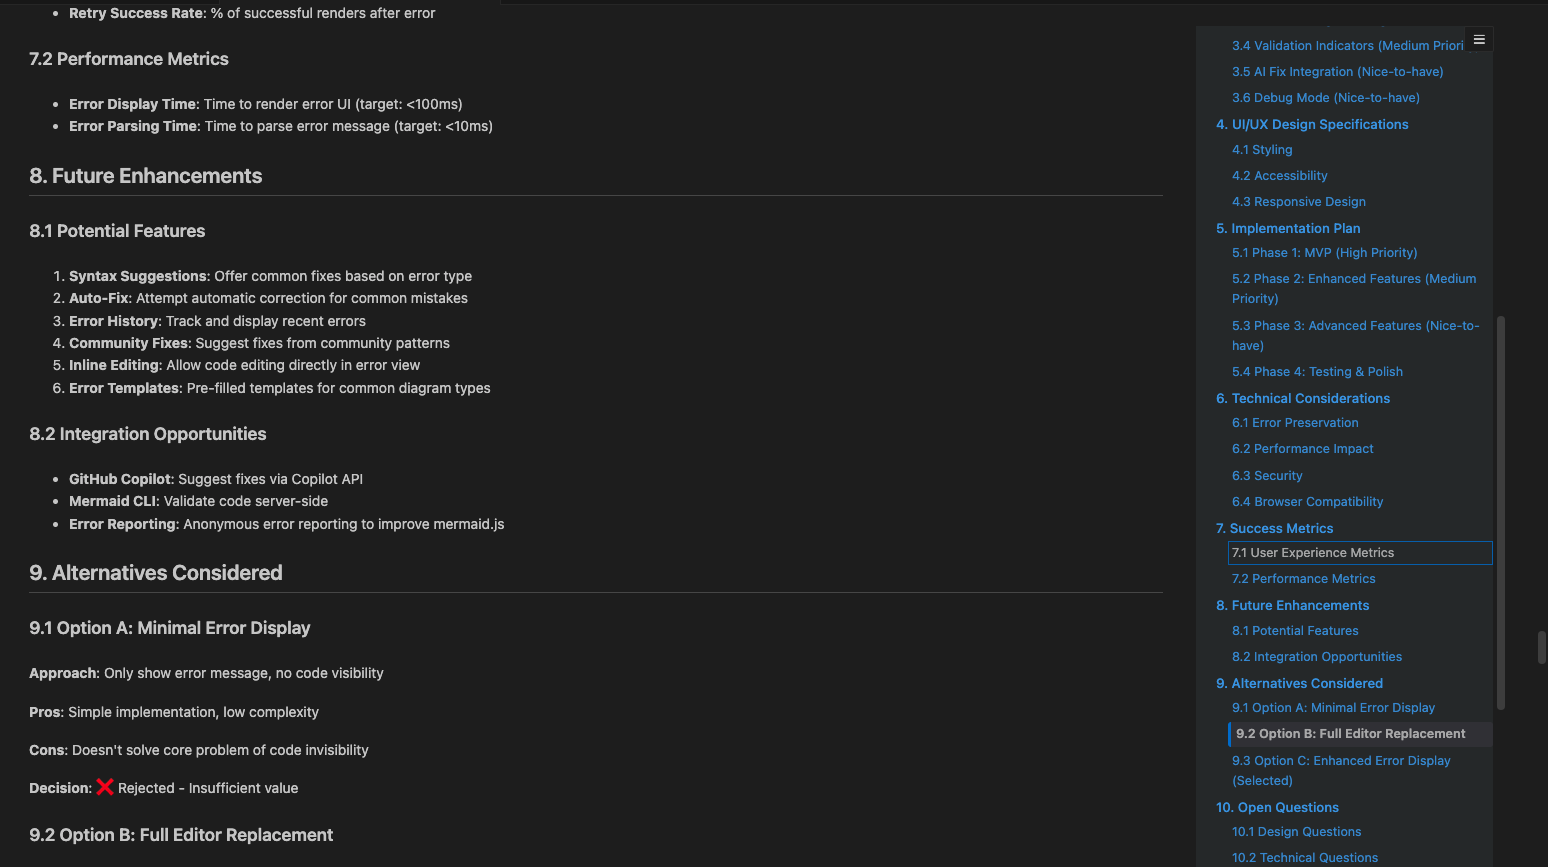 • Retry Success Rate: % of successful renders after error
7.2 Performance Metrics
• Error Display Time: Time to render error UI (target: <100ms)
• Error Parsing Time: Time to parse error message (target: <10ms)
8. Future Enhancements
8.1 Potential Features
1. Syntax Suggestions: Offer common fixes based on error type
2. Auto-Fix: Attempt automatic correction for common mistakes
3. Error History: Track and display recent errors
4. Community Fixes: Suggest fixes from community patterns
5. Inline Editing: Allow code editing directly in error view
6. Error Templates: Pre-filled templates for common diagram types
8.2 Integration Opportunities
• GitHub Copilot: Suggest fixes via Copilot API
• Mermaid CLI: Validate code server-side
• Error Reporting: Anonymous error reporting to improve mermaid.js
9. Alternatives Considered
9.1 Option A: Minimal Error Display
Approach: Only show error message, no code visibility
Pros: Simple implementation, low complexity
Cons: Doesn't solve core problem of code invisibility
Decision: ❌ Rejected - Insufficient value
9.2 Option B: Full Editor Replacement
3.4 Validation Indicators (Medium Priori
3.5 AI Fix Integration (Nice-to-have)
3.6 Debug Mode (Nice-to-have)
4. UI/UX Design Specifications
4.1 Styling
4.2 Accessibility
4.3 Responsive Design
5. Implementation Plan
5.1 Phase 1: MVP (High Priority)
5.2 Phase 2: Enhanced Features (Medium
Priority)
5.3 Phase 3: Advanced Features (Nice-to-
have)
5.4 Phase 4: Testing & Polish
6. Technical Considerations
6.1 Error Preservation
6.2 Performance Impact
6.3 Security
6.4 Browser Compatibility
7. Success Metrics
7.1 User Experience Metrics
7.2 Performance Metrics
8. Future Enhancements
8.1 Potential Features
8.2 Integration Opportunities
9. Alternatives Considered
9.1 Option A: Minimal Error Display
9.2 Option B: Full Editor Replacement
9.3 Option C: Enhanced Error Display
(Selected)
10. Open Questions
10.1 Design Questions
10.2 Technical Questions